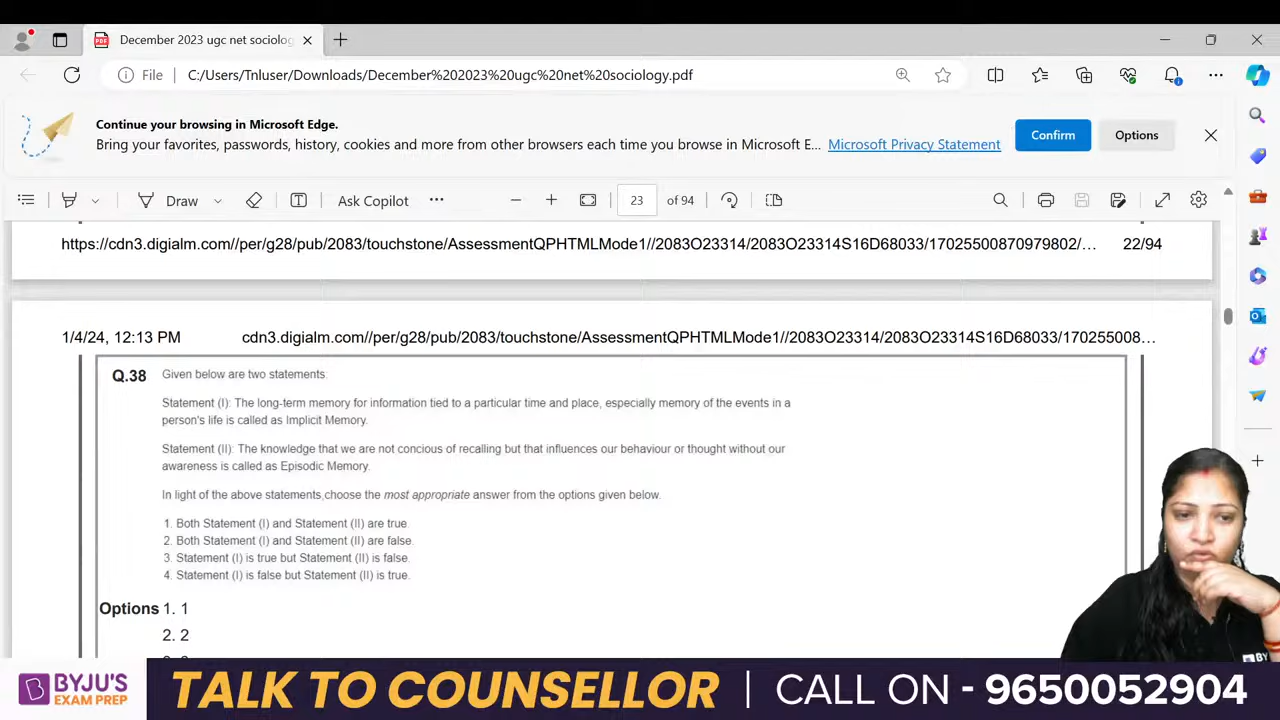 December 2023 ugc net sociolog
File
C:/Users/Tnluser/Downloads/December%202023%20ugc%20net%20sociology.pdf
Continue your browsing in Microsoft Edge.
Bring your favorites, passwords, history, cookies and more from other browsers each time you browse in Microsoft E...
Microsoft Privacy Statement
Confirm
Options
Draw
Ask Copilot
23
of 94
https://cdn3.digialm.com//per/g28/pub/2083/touchstone/AssessmentQPHTMLMode1//2083O23314/2083O23314S16D68033/17025500870979802/…
22/94
1/4/24, 12:13 PM
cdn3.digialm.com//per/g28/pub/2083/touchstone/AssessmentQPHTMLMode1//2083O23314/2083O23314S16D68033/170255008…
Q.38 Given below are two statements:
Statement (I): The long-term memory for information tied to a particular time and place, especially memory of the events in a
person's life is called as Implicit Memory.
Statement (II): The knowledge that we are not concious of recalling but that influences our behaviour or thought without our
awareness is called as Episodic Memory.
In light of the above statements,choose the most appropriate answer from the options given below.
1. Both Statement (I) and Statement (II) are true.
2. Both Statement (I) and Statement (II) are false.
3. Statement (I) is true but Statement (II) is false.
4. Statement (I) is false but Statement (II) is true.
Options 1. 1
2. 2
BYJU'S
EXAM PREP
TALK TO COUNSELLOR | CALL ON - 9650052904